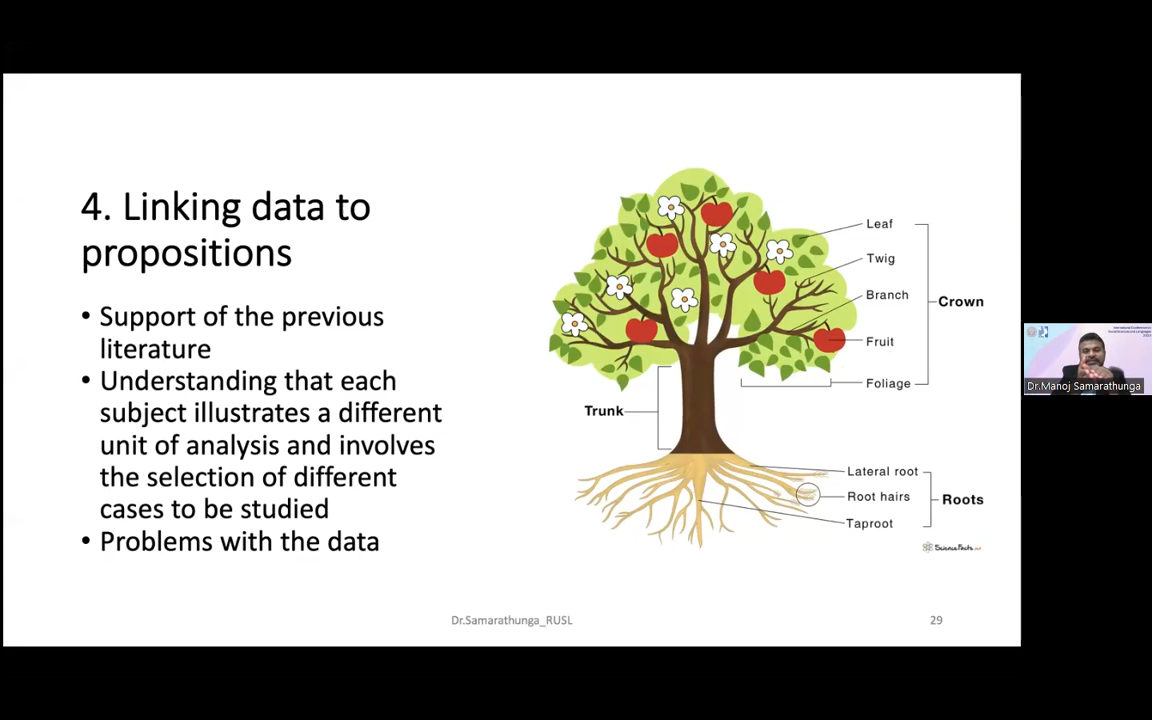 4. Linking data to
propositions
• Support of the previous
literature
• Understanding that each
subject illustrates a different
unit of analysis and involves
the selection of different
cases to be studied
• Problems with the data
Leaf
Twig
Branch
Crown
Fruit
Foliage
Trunk
Lateral root
Root hairs
Roots
Taproot
ScienceFacts
Dr.Samarathunga_RUSL
29
Dr.Manoj Samarathunga